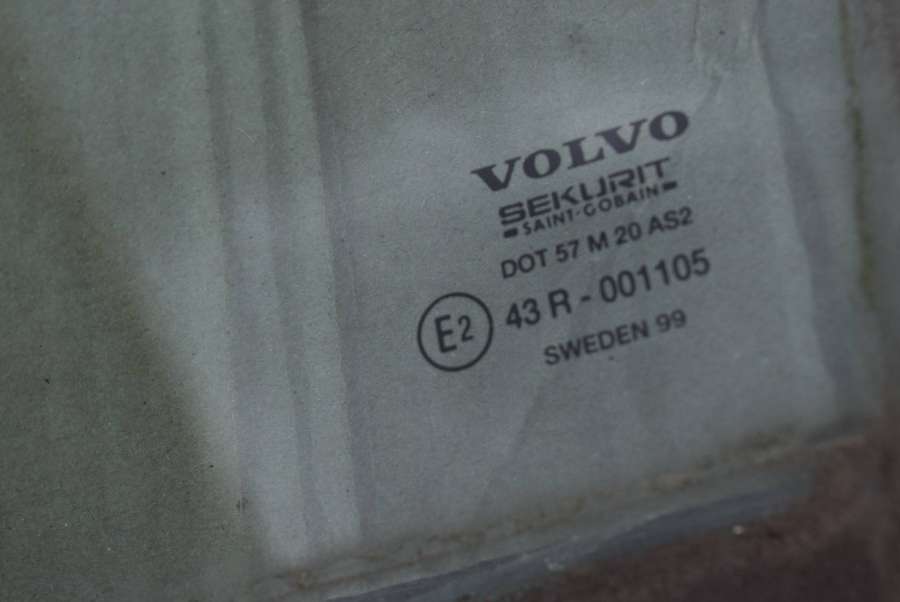 VOLVO
SEKURIT
SAINT-GOBAIN
DOT 57 M 20 AS2
E2 43 R - 001105
SWEDEN 99